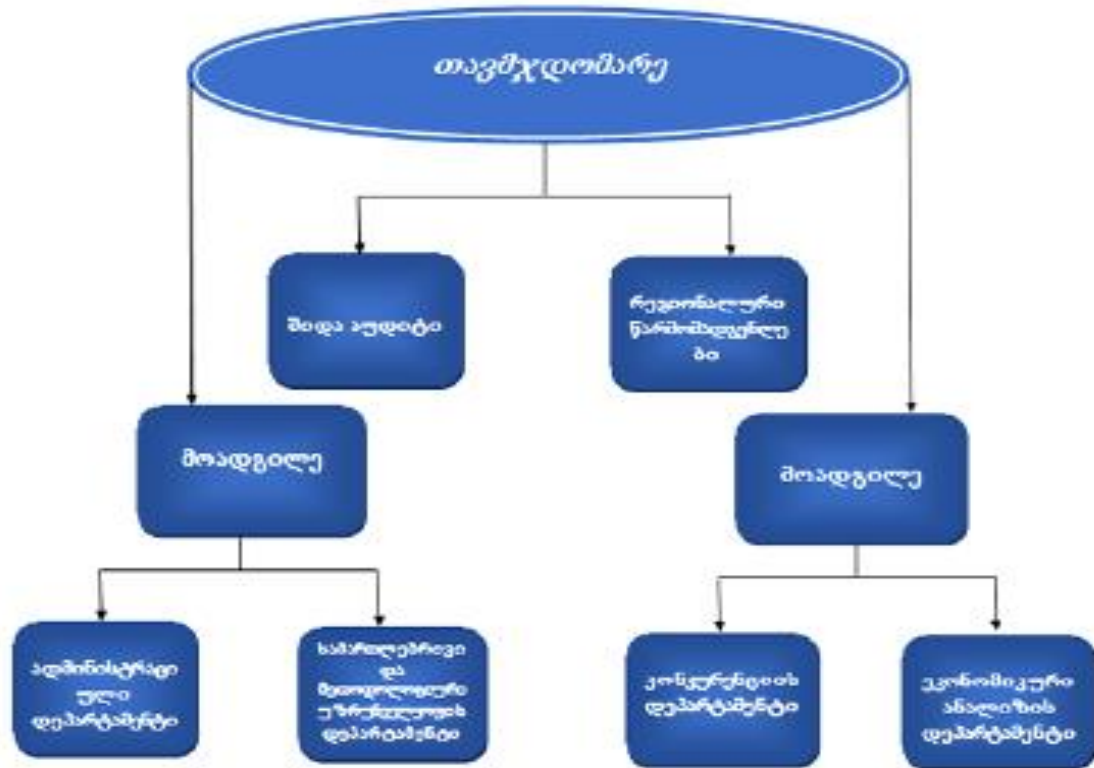 თავმჯდომარე
შიდა აუდიტი
რეგიონალური
წარმომადგენლე
ბი
მოადგილე
მოადგილე
ადმინისტრაცი
ული
დეპარტამენტი
სამართლებრივი
და
მეთოდოლოგიური
უზრუნველყოფის
დეპარტამენტი
კონკურენციის
დეპარტამენტი
ეკონომიკური
ანალიზის
დეპარტამენტი